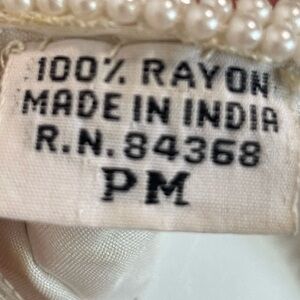 100% RAYON
MADE IN INDIA
R.N. 84368
PM